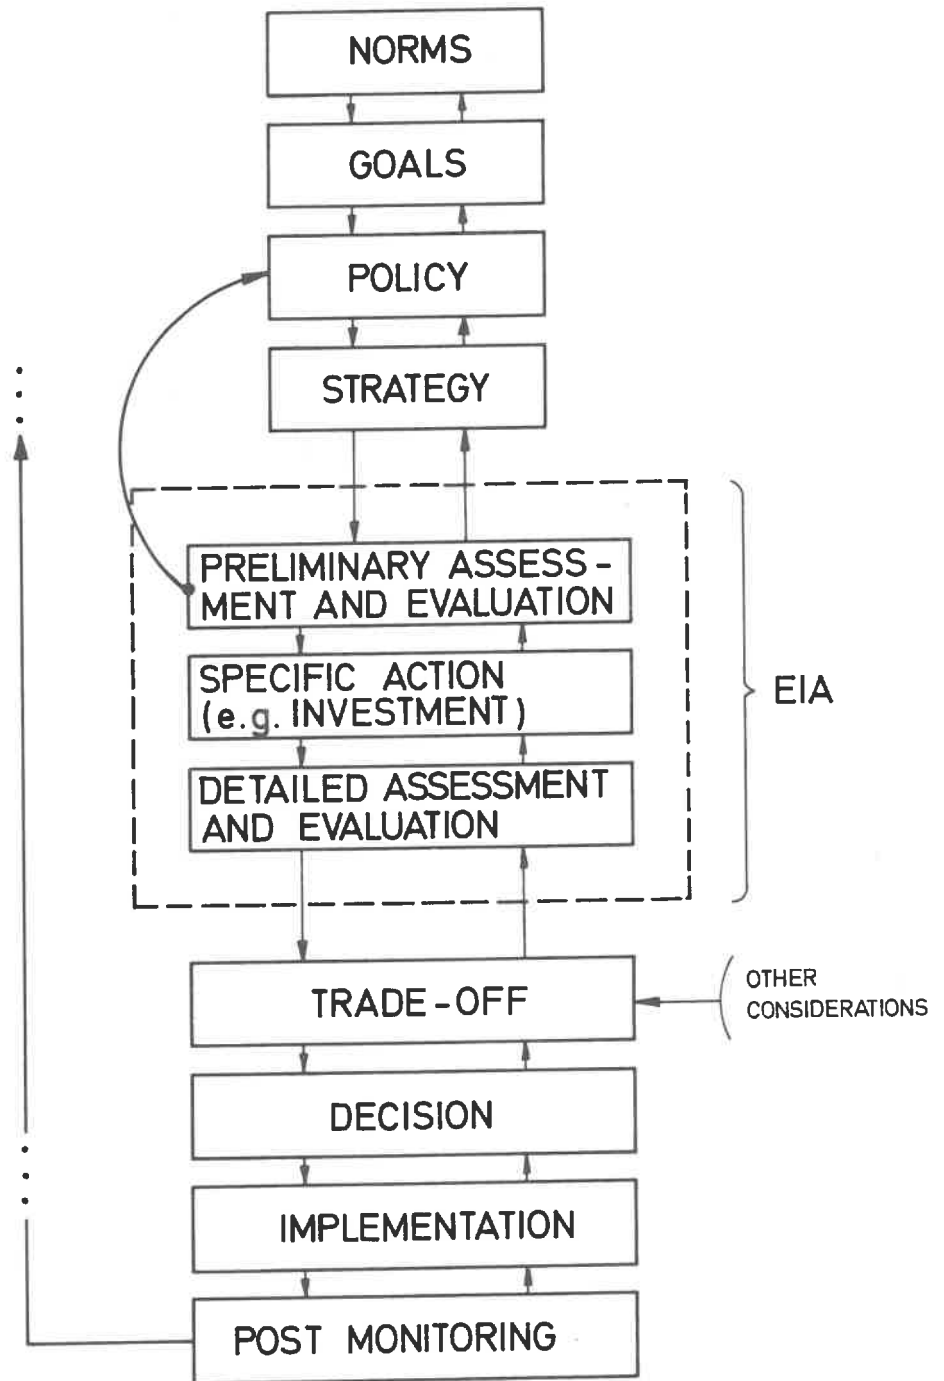 NORMS
GOALS
POLICY
STRATEGY
PRELIMINARY ASSESS-
MENT AND EVALUATION
SPECIFIC ACTION
(e.g. INVESTMENT)
DETAILED ASSESSMENT
AND EVALUATION
EIA
TRADE-OFF
OTHER
CONSIDERATIONS
DECISION
IMPLEMENTATION
POST MONITORING